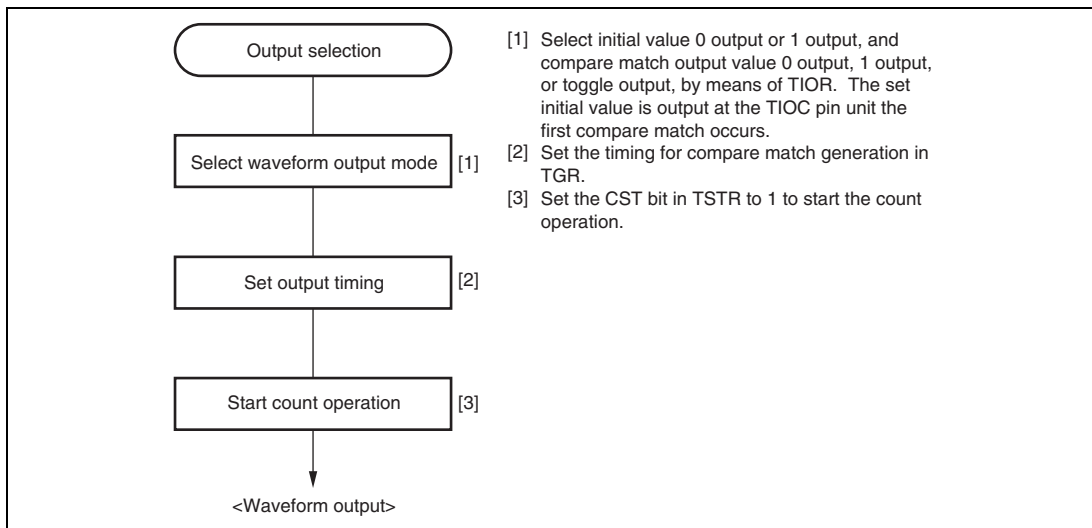 Output selection
Select waveform output mode [1]
Set output timing [2]
Start count operation [3]
<Waveform output>
[1] Select initial value 0 output or 1 output, and
compare match output value 0 output, 1 output,
or toggle output, by means of TIOR. The set
initial value is output at the TIOC pin unit the
first compare match occurs.
[2] Set the timing for compare match generation in
TGR.
[3] Set the CST bit in TSTR to 1 to start the count
operation.